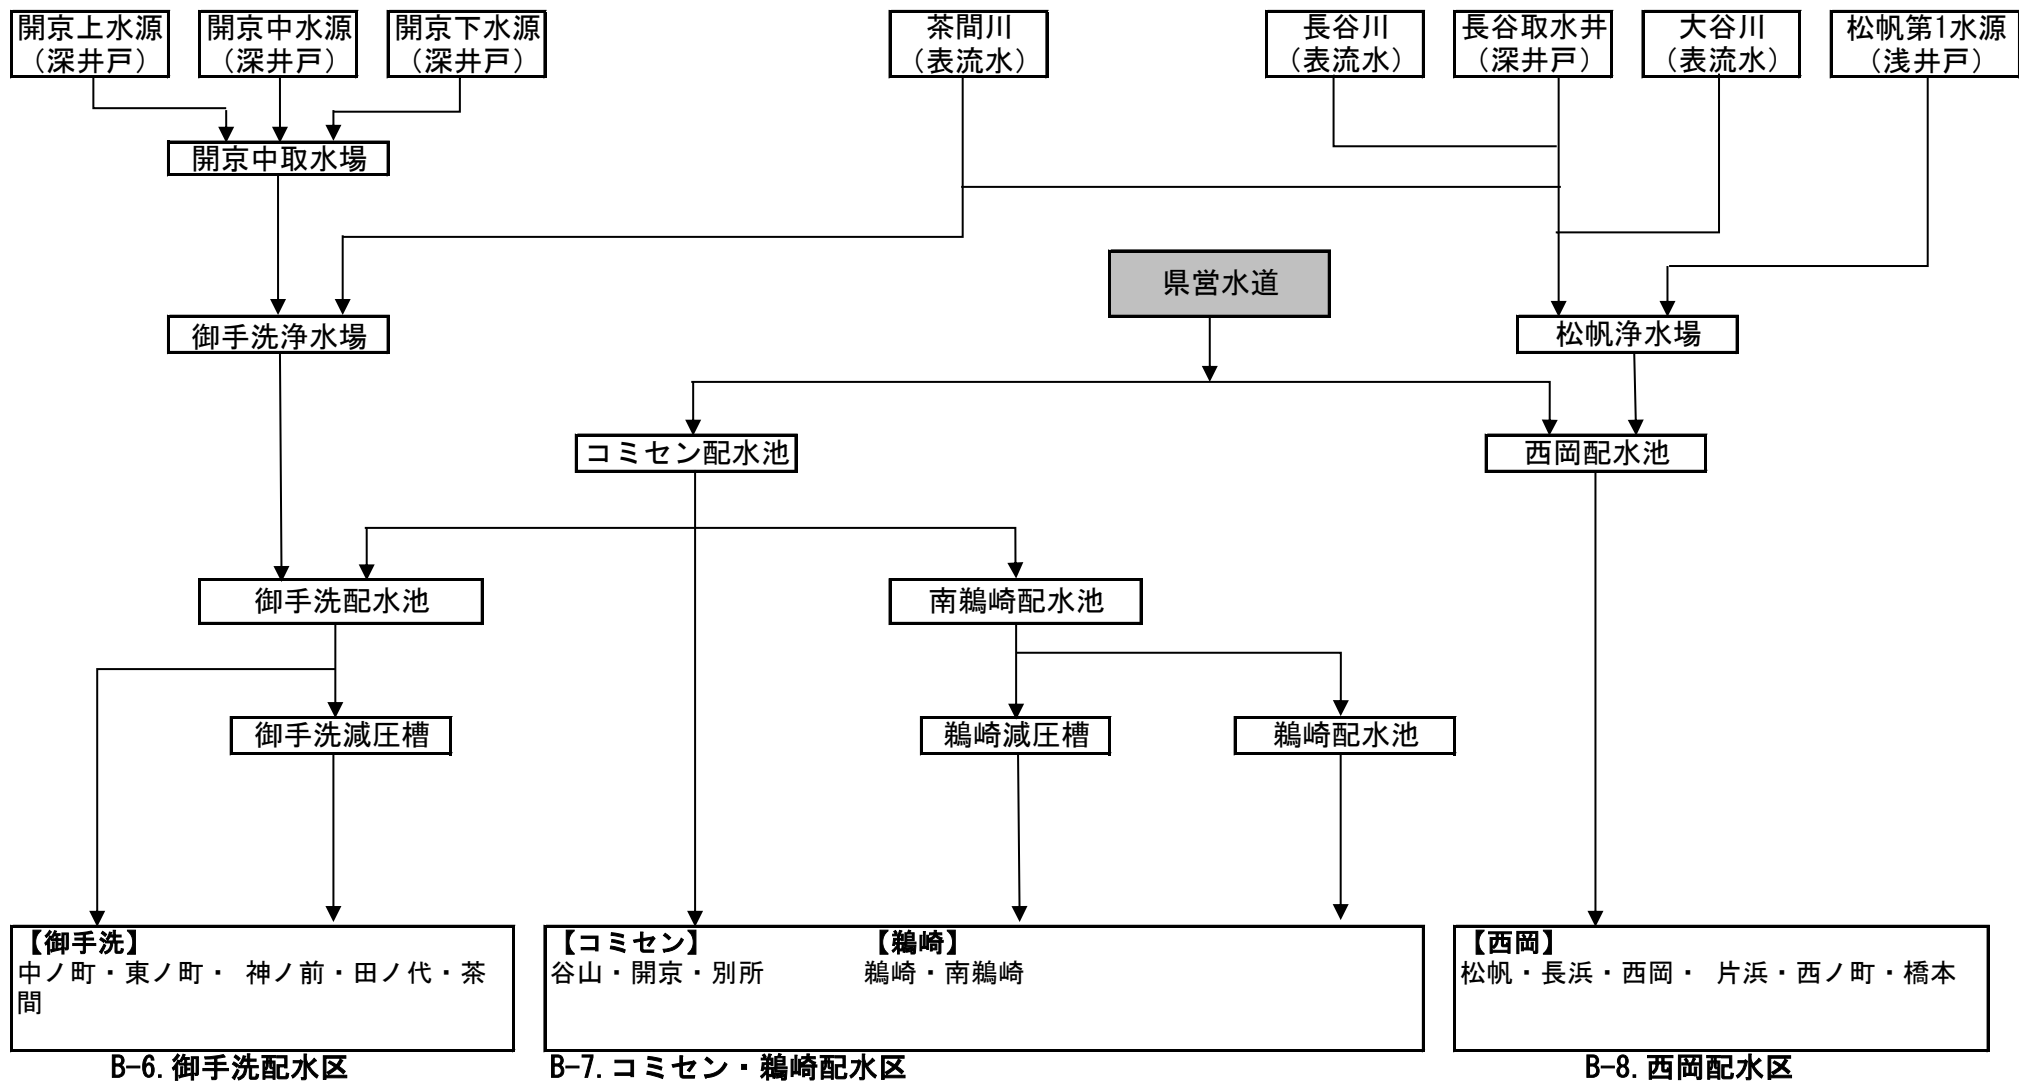 開京上水源
（深井戸）
開京中水源
（深井戸）
開京下水源
（深井戸）
茶間川
（表流水）
長谷川
（表流水）
長谷取水井
（深井戸）
大谷川
（表流水）
松帆第1水源
（浅井戸）
開京中取水場
県営水道
御手洗浄水場
松帆浄水場
コミセン配水池
西岡配水池
御手洗配水池
南鵜崎配水池
御手洗減圧槽
鵜崎減圧槽
鵜崎配水池
【御手洗】
中ノ町・東ノ町・ 神ノ前・田ノ代・茶
間
【コミセン】
谷山・開京・別所
【鵜崎】
鵜崎・南鵜崎
【西岡】
松帆・長浜・西岡・ 片浜・西ノ町・橋本
B-6.御手洗配水区
B-7.コミセン・鵜崎配水区
B-8.西岡配水区